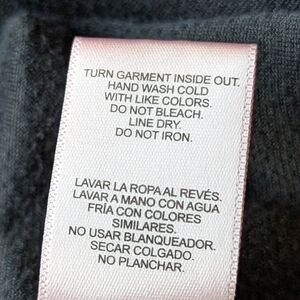 TURN GARMENT INSIDE OUT.
HAND WASH COLD
WITH LIKE COLORS.
DO NOT BLEACH.
LINE DRY.
DO NOT IRON.
LAVAR LA ROPA AL REVÉS.
LAVAR A MANO CON AGUA
FRÍA CON COLORES
SIMILARES.
NO USAR BLANQUEADOR.
SECAR COLGADO.
NO PLANCHAR.